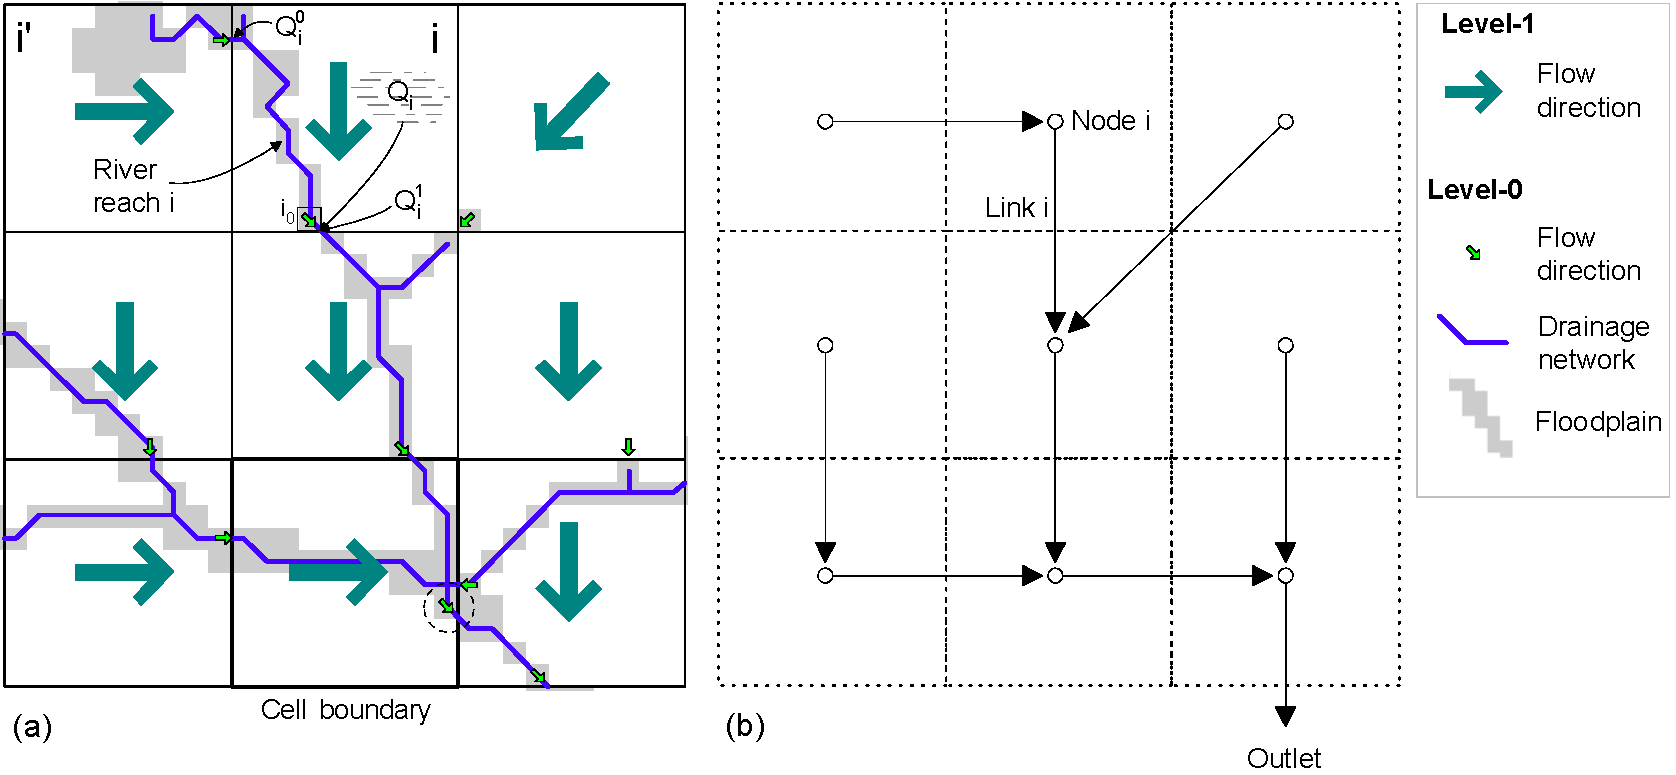 i'
Q_i^0
i
Q_i
River
reach i
i_0
Q_i^1
Cell boundary
(a)
Node i
Link i
(b)
Outlet
Level-1
Flow
direction
Level-0
Flow
direction
Drainage
network
Floodplain